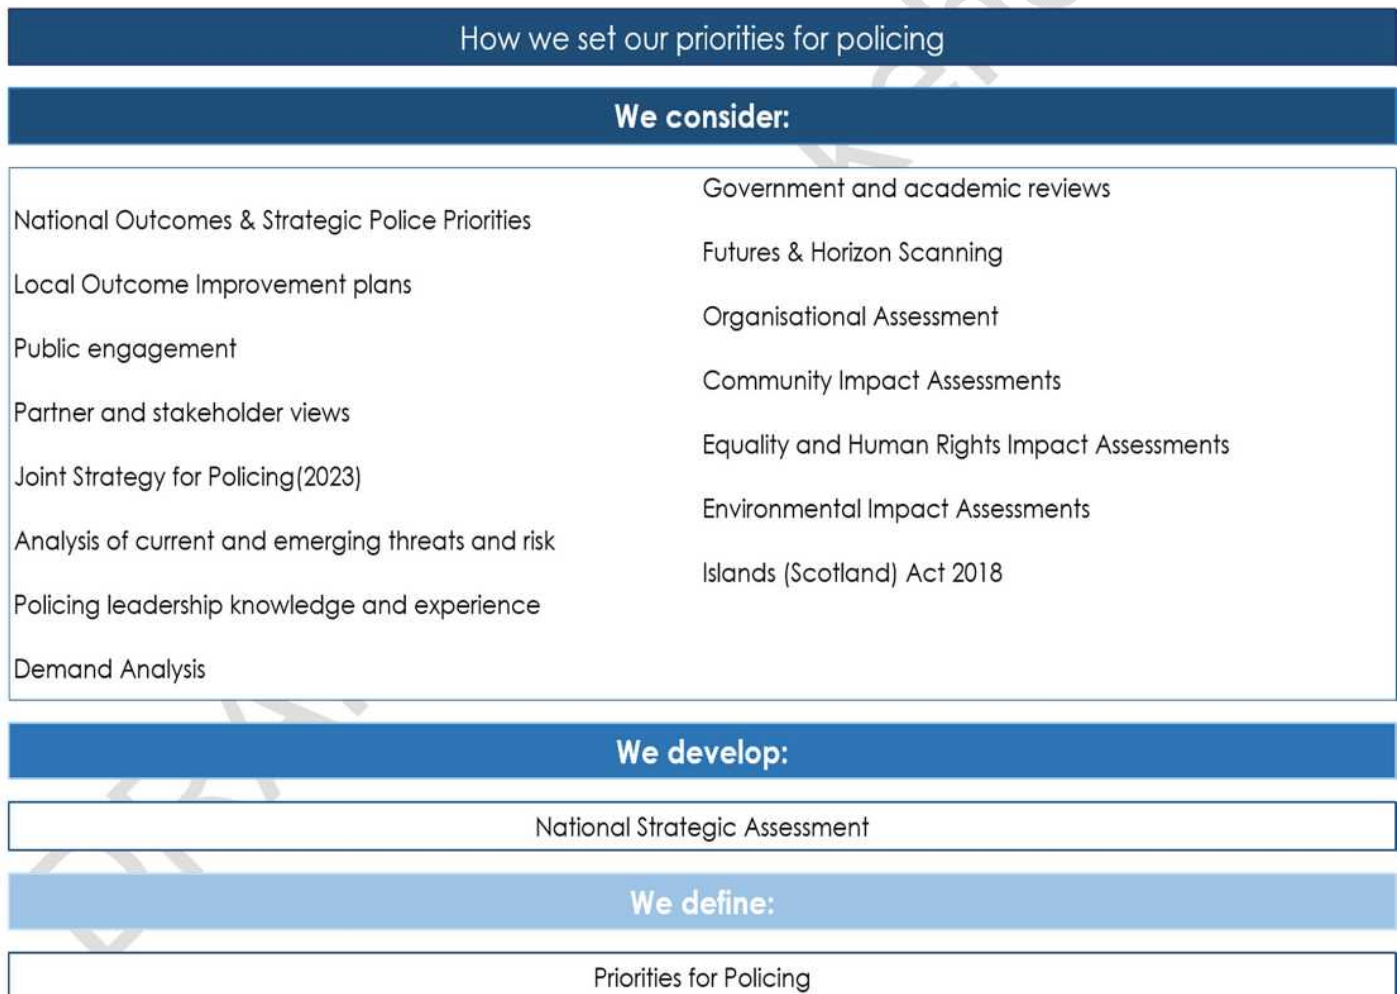 How we set our priorities for policing
We consider:
National Outcomes & Strategic Police Priorities
Local Outcome Improvement plans
Public engagement
Partner and stakeholder views
Joint Strategy for Policing(2023)
Analysis of current and emerging threats and risk
Policing leadership knowledge and experience
Demand Analysis
Government and academic reviews
Futures & Horizon Scanning
Organisational Assessment
Community Impact Assessments
Equality and Human Rights Impact Assessments
Environmental Impact Assessments
Islands (Scotland) Act 2018
We develop:
National Strategic Assessment
We define:
Priorities for Policing